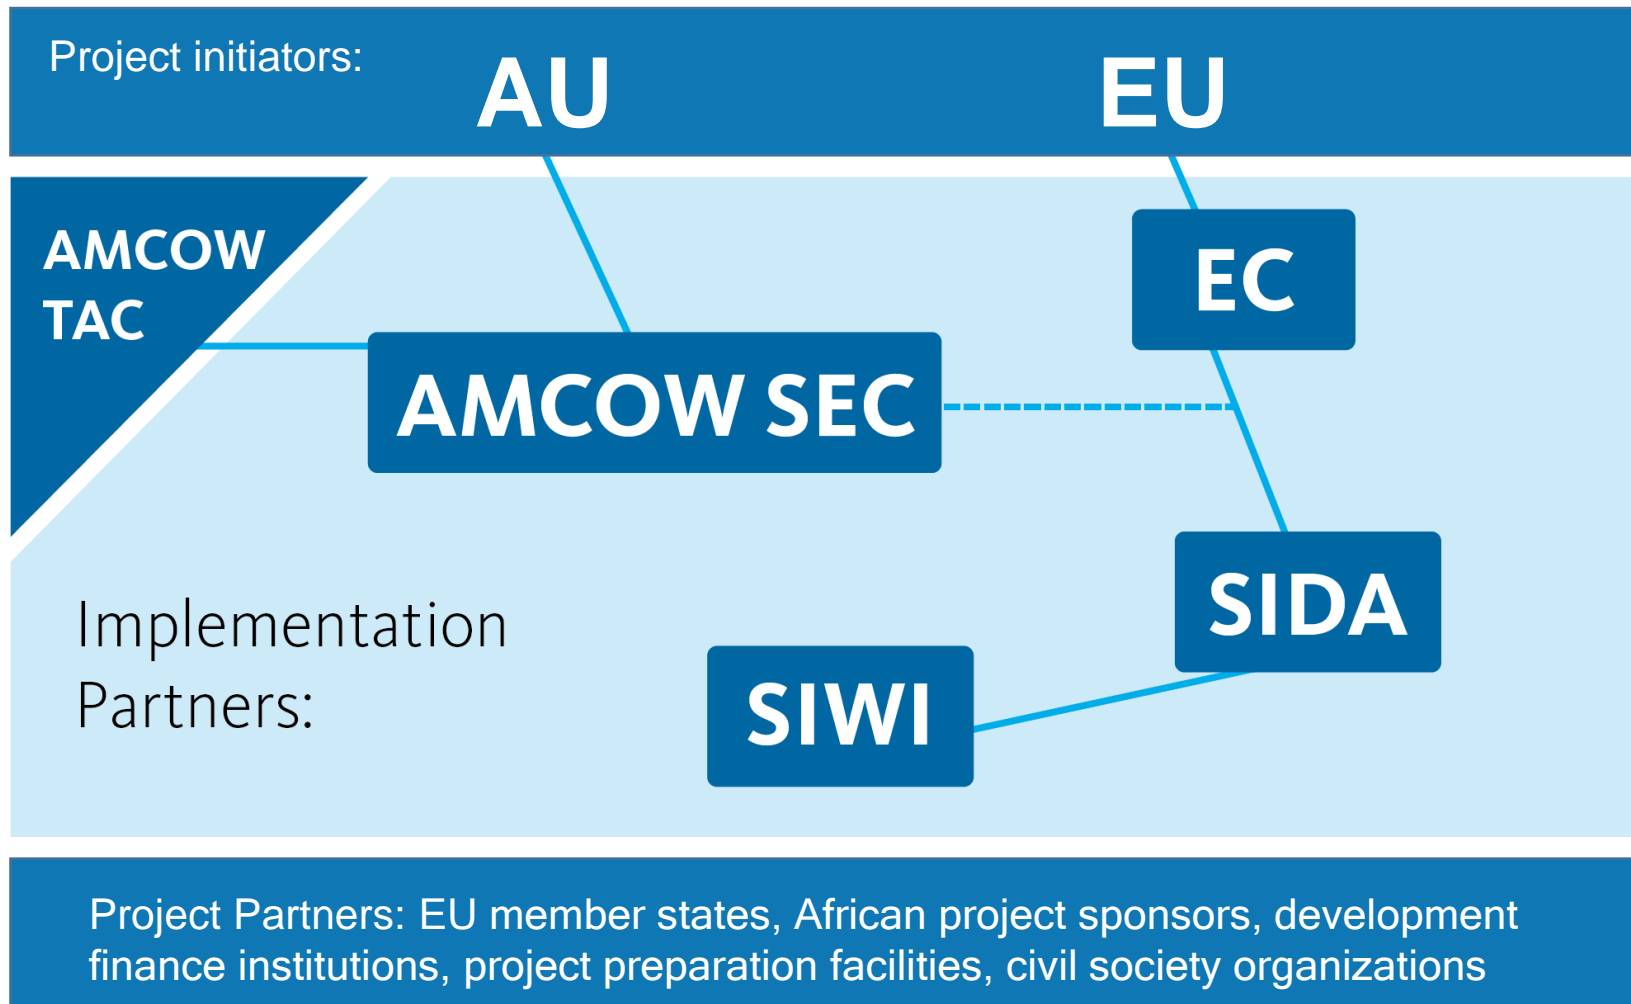 Project initiators:
AU
EU
AMCOW
TAC
EC
AMCOW SEC
SIDA
Implementation
Partners:
SIWI
Project Partners: EU member states, African project sponsors, development
finance institutions, project preparation facilities, civil society organizations